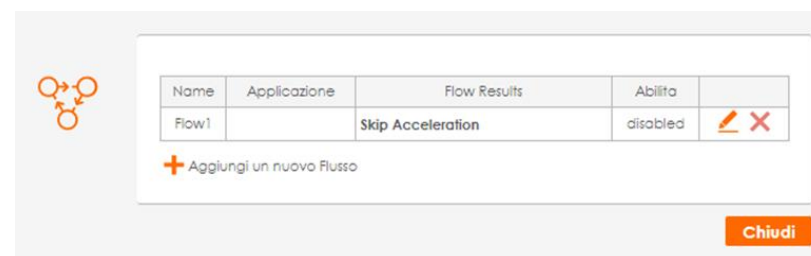 Name Applicazione Flow Results Abilita
Flow1 Skip Acceleration disabled
Aggiungi un nuovo Flusso
Chiudi